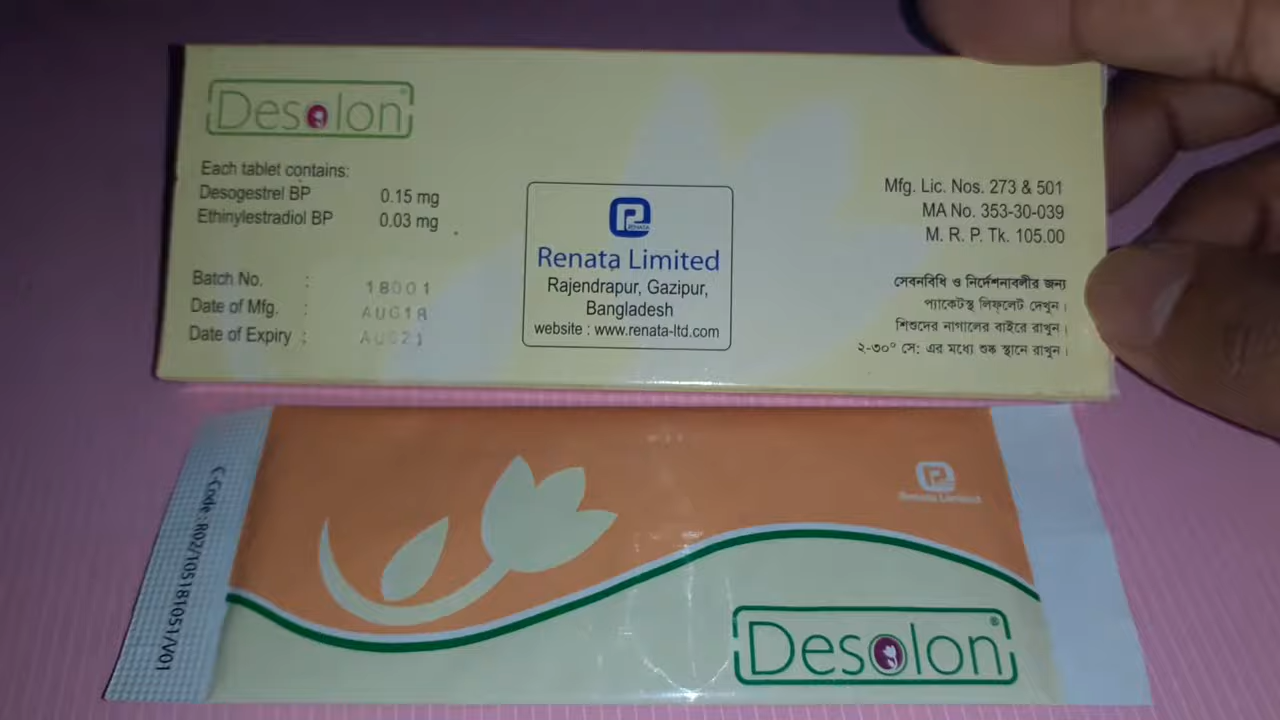 Desolon®
Each tablet contains:
Desogestrel BP 0.15 mg
Ethinylestradiol BP 0.03 mg
Batch No. : 18001
Date of Mfg. : AUG18
Date of Expiry : AUG21
RENATA
Renata Limited
Rajendrapur, Gazipur,
Bangladesh
website : www.renata-ltd.com
Mfg. Lic. Nos. 273 & 501
MA No. 353-30-039
M. R. P. Tk. 105.00
সেবনবিধি ও নির্দেশনাবলীর জন্য
প্যাকেটস্থ লিফ্‌লেট দেখুন।
শিশুদের নাগালের বাইরে রাখুন।
২-৩০° সে: এর মধ্যে শুষ্ক স্থানে রাখুন।
C-Code: R02/105181051/V01
Renata Limited
Desolon®